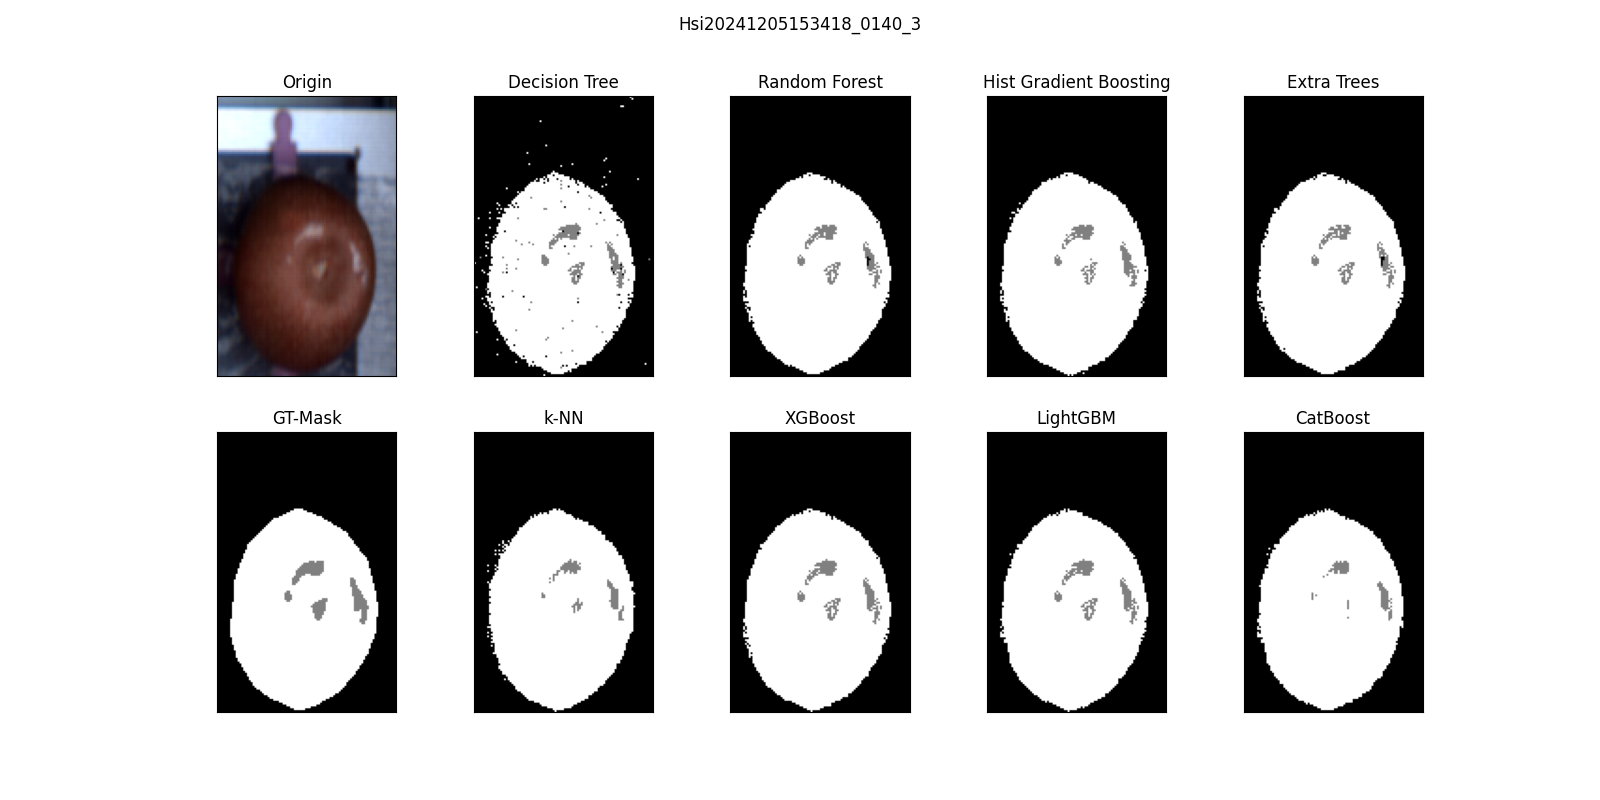 Hsi20241205153418_0140_3
Origin
Decision Tree
Random Forest
Hist Gradient Boosting
Extra Trees
GT-Mask
k-NN
XGBoost
LightGBM
CatBoost